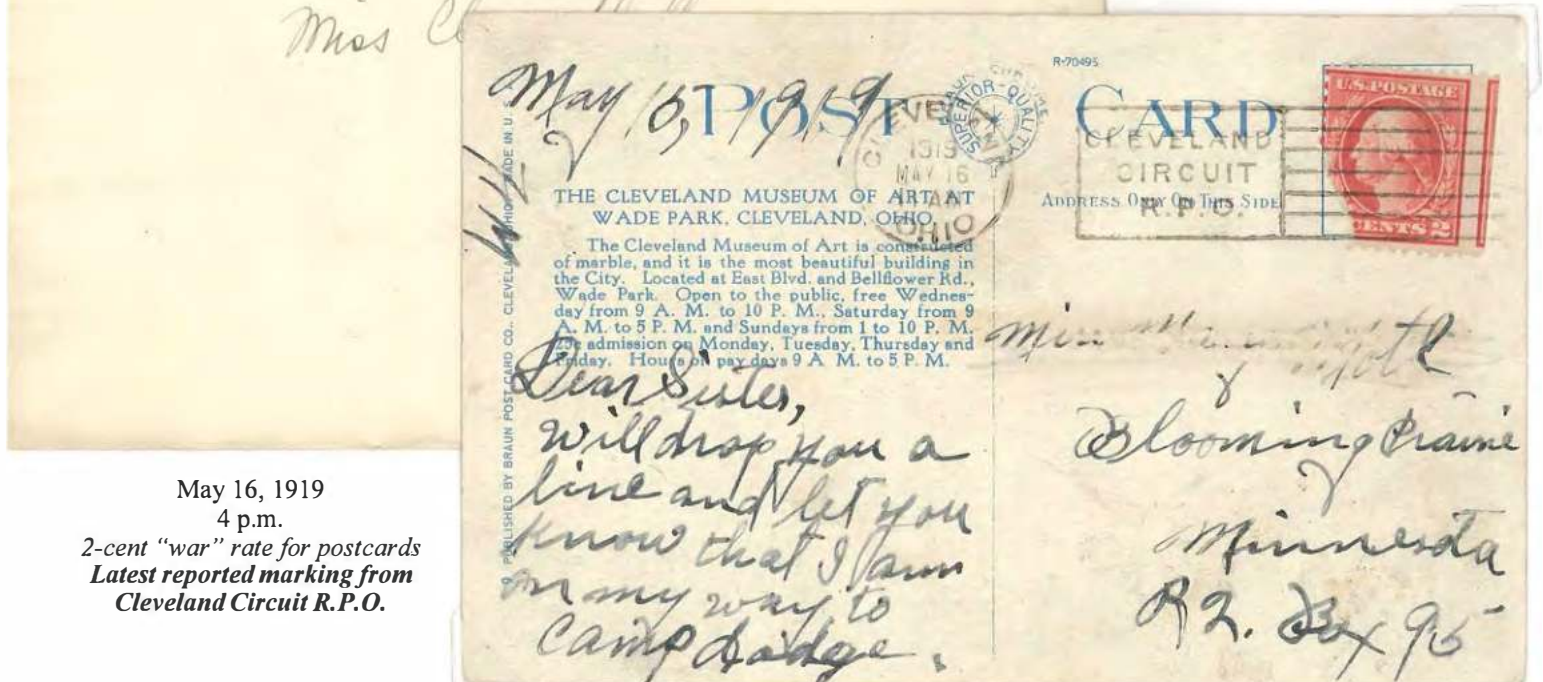 Miss
May 15, 1919
R-70495
POST CARD
BRAUN CHROME
SUPERIOR-QUALITY
CLEVELAND
1919
MAY 16
AM
OHIO
CLEVELAND
CIRCUIT
R.P.O.
U.S. POSTAGE
CENTS 2
THE CLEVELAND MUSEUM OF ART AT
WADE PARK, CLEVELAND, OHIO.
The Cleveland Museum of Art is constructed
of marble, and it is the most beautiful building in
the City. Located at East Blvd. and Bellflower Rd.,
Wade Park. Open to the public, free Wednes-
day from 9 A. M. to 10 P. M., Saturday from 9
A. M. to 5 P. M. and Sundays from 1 to 10 P. M.
25c admission on Monday, Tuesday, Thursday and
Friday. Hours on pay days 9 A. M. to 5 P. M.
PUBLISHED BY BRAUN POST CARD CO., CLEVELAND, OHIO. MADE IN U. S.
Dear Sister,
Will drop you a
line and let you
know that I am
on my way to
Camp Dodge.
ADDRESS ONLY ON THIS SIDE
Miss
Blooming Prairie
Minnesota
R2. Box 95
May 16, 1919
4 p.m.
2-cent “war” rate for postcards
Latest reported marking from
Cleveland Circuit R.P.O.